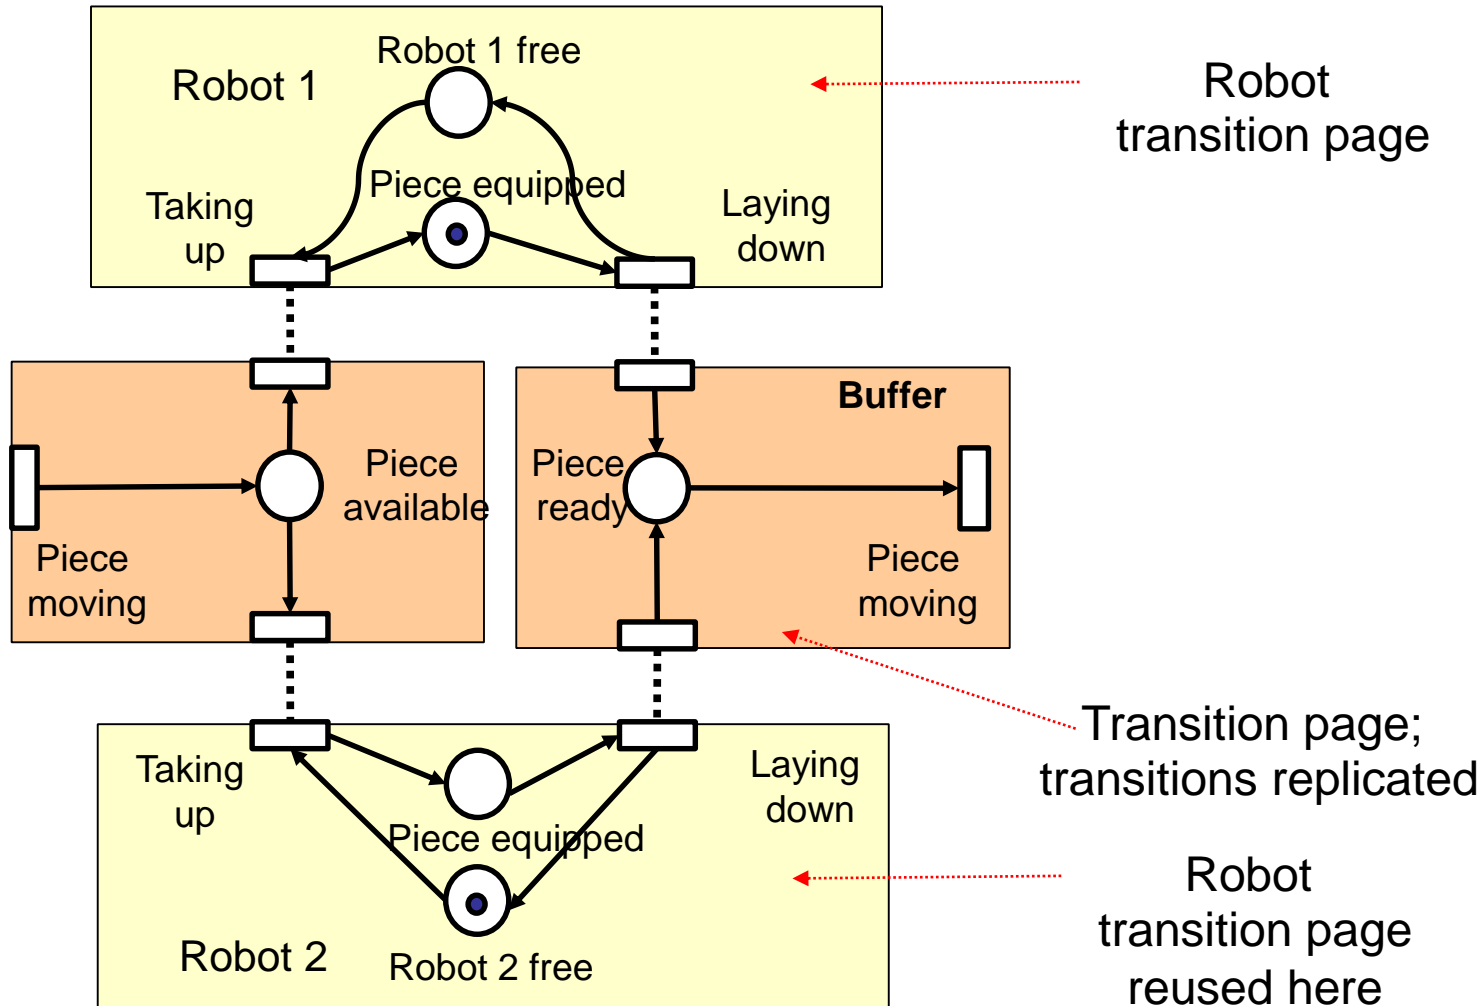 Robot 1 free
Robot 1
Robot
transition page
Piece equipped
Taking
up
Laying
down
Buffer
Piece
available
Piece
ready
Piece
moving
Piece
moving
Transition page;
transitions replicated
Taking
up
Laying
down
Piece equipped
Robot
transition page
reused here
Robot 2
Robot 2 free